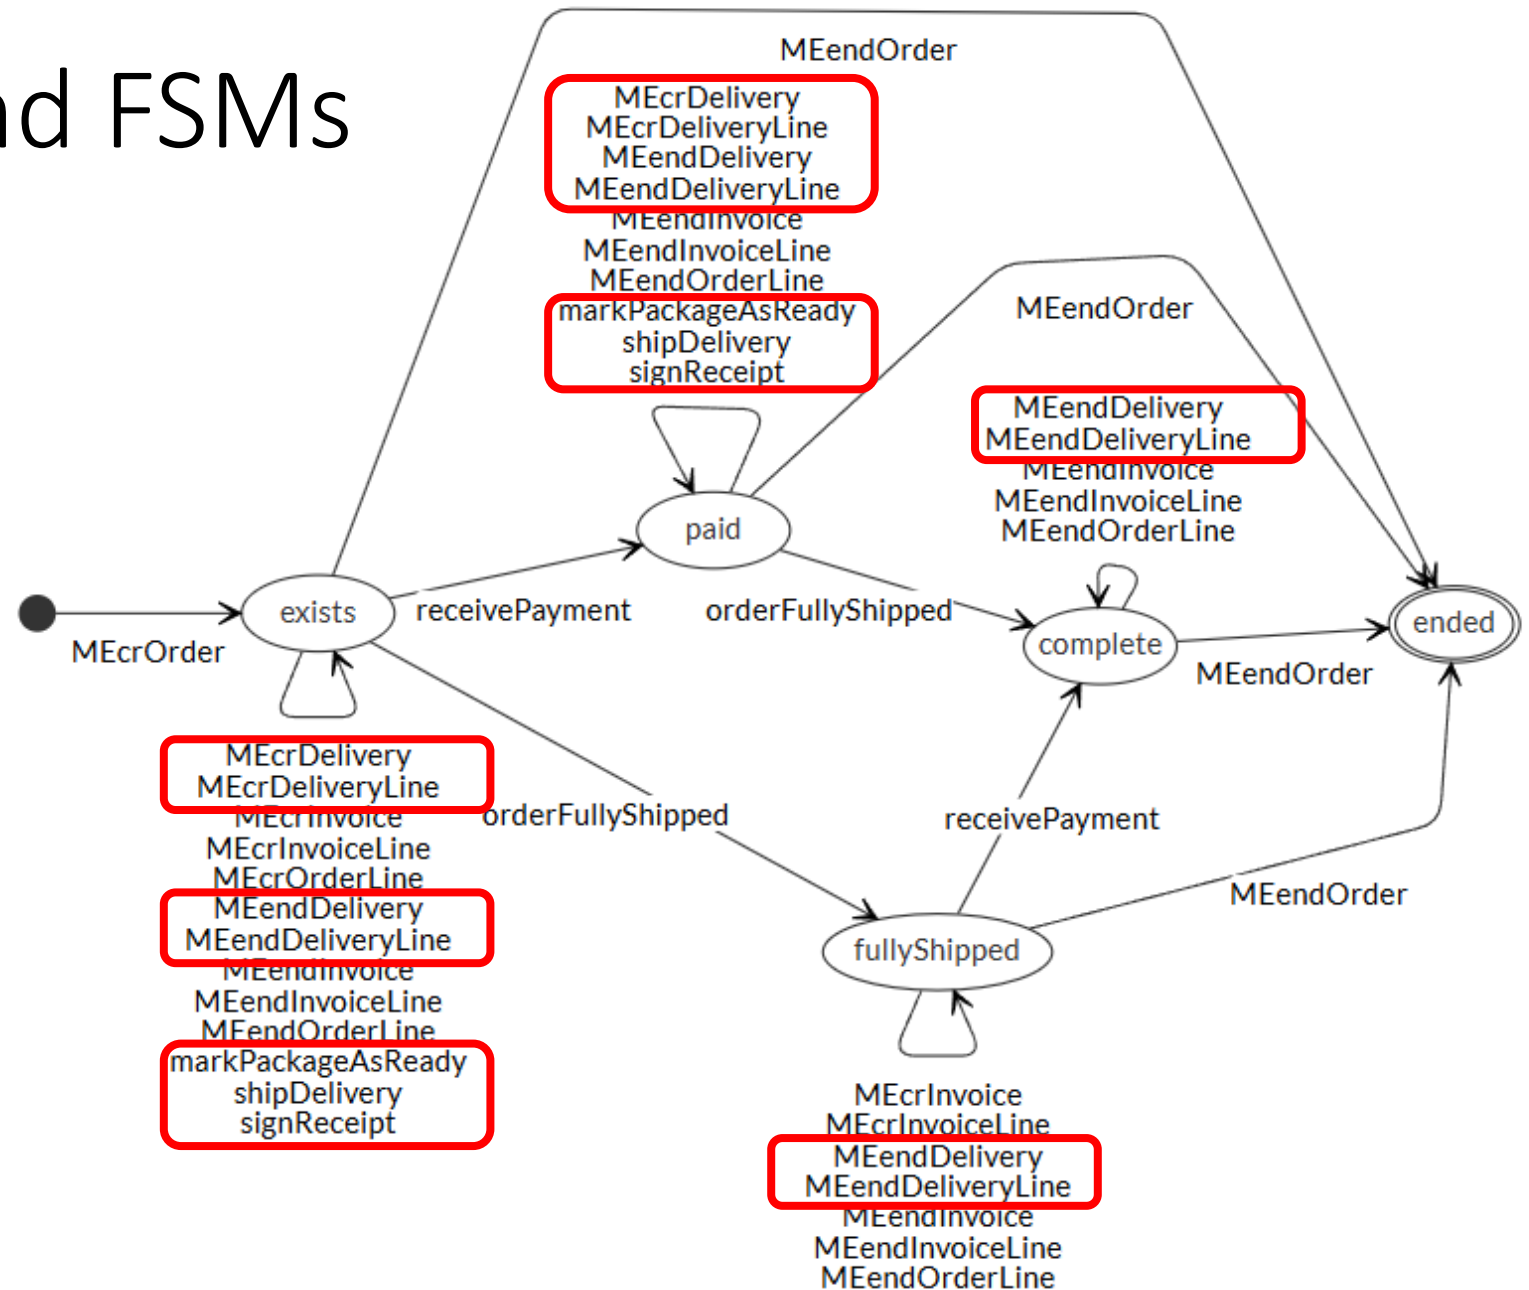 nd FSMs
MEendOrder
MEcrDelivery
MEcrDeliveryLine
MEendDelivery
MEendDeliveryLine
MEendInvoice
MEendInvoiceLine
MEendOrderLine
markPackageAsReady
shipDelivery
signReceipt
MEendOrder
MEendDelivery
MEendDeliveryLine
MEendInvoice
MEendInvoiceLine
MEendOrderLine
paid
exists
receivePayment
orderFullyShipped
complete
ended
MEcrOrder
MEendOrder
MEcrDelivery
MEcrDeliveryLine
MEcrInvoice
MEcrInvoiceLine
MEcrOrderLine
MEendDelivery
MEendDeliveryLine
MEendInvoice
MEendInvoiceLine
MEendOrderLine
markPackageAsReady
shipDelivery
signReceipt
orderFullyShipped
receivePayment
MEendOrder
fullyShipped
MEcrInvoice
MEcrInvoiceLine
MEendDelivery
MEendDeliveryLine
MEendInvoice
MEendInvoiceLine
MEendOrderLine